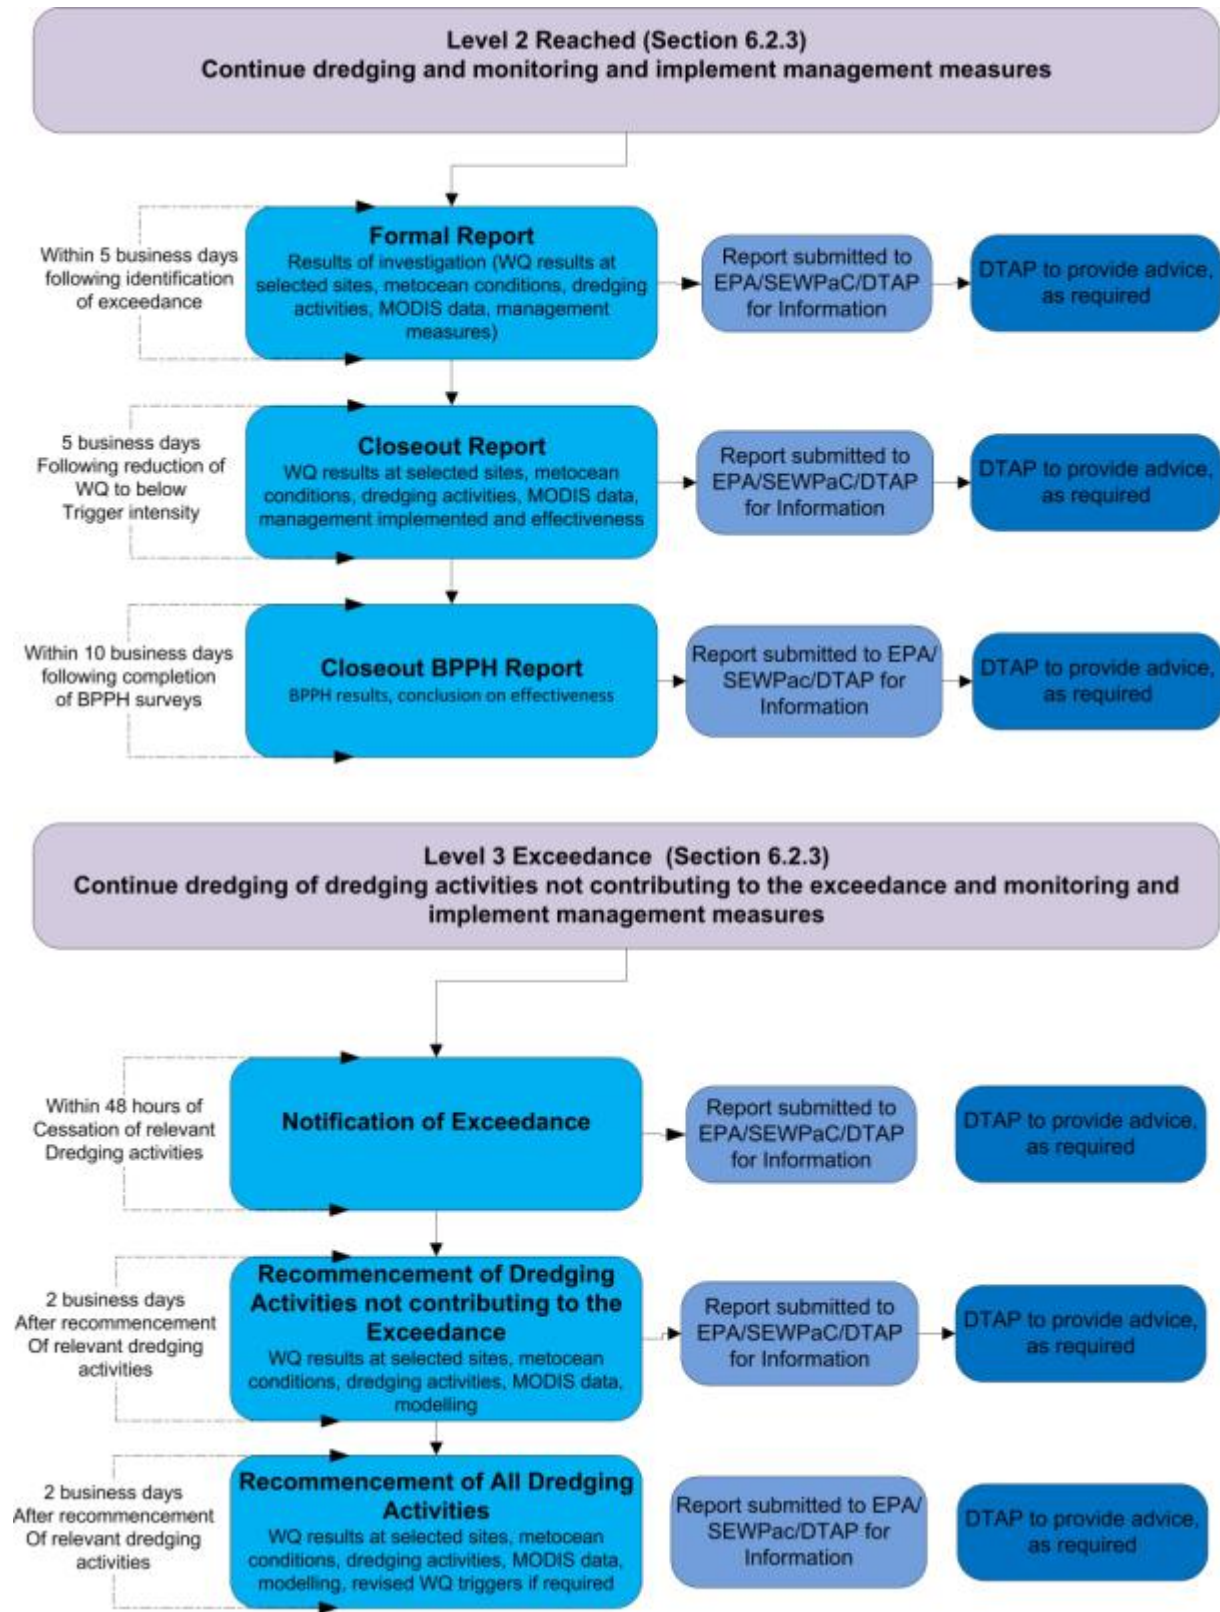 Level 2 Reached (Section 6.2.3)
Continue dredging and monitoring and implement management measures
Within 5 business days
following identification
of exceedance
Formal Report
Results of investigation (WQ results at
selected sites, metocean conditions, dredging
activities, MODIS data, management
measures)
Report submitted to
EPA/SEWPaC/DTAP
for Information
DTAP to provide advice,
as required
5 business days
Following reduction of
WQ to below
Trigger intensity
Closeout Report
WQ results at selected sites, metocean
conditions, dredging activities, MODIS data,
management implemented and effectiveness
Report submitted to
EPA/SEWPaC/DTAP
for Information
DTAP to provide advice,
as required
Within 10 business days
following completion
of BPPH surveys
Closeout BPPH Report
BPPH results, conclusion on effectiveness
Report submitted to EPA/
SEWPac/DTAP for
Information
DTAP to provide advice,
as required
Level 3 Exceedance (Section 6.2.3)
Continue dredging of dredging activities not contributing to the exceedance and monitoring and
implement management measures
Within 48 hours of
Cessation of relevant
Dredging activities
Notification of Exceedance
Report submitted to
EPA/SEWPaC/DTAP
for Information
DTAP to provide advice,
as required
2 business days
After recommencement
Of relevant dredging
activities
Recommencement of Dredging
Activities not contributing to the
Exceedance
WQ results at selected sites, metocean
conditions, dredging activities, MODIS data,
modelling
Report submitted to
EPA/SEWPaC/DTAP
for Information
DTAP to provide advice,
as required
2 business days
After recommencement
Of relevant dredging
activities
Recommencement of All Dredging
Activities
WQ results at selected sites, metocean
conditions, dredging activities, MODIS data,
modelling, revised WQ triggers if required
Report submitted to EPA/
SEWPac/DTAP for
Information
DTAP to provide advice,
as required